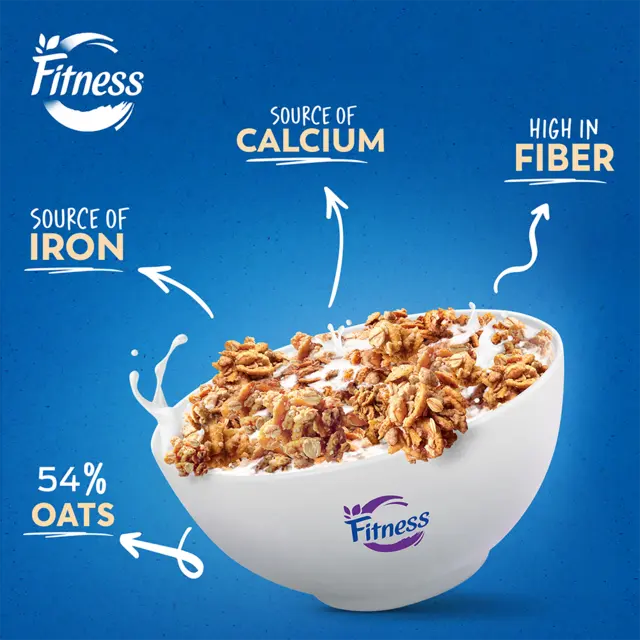 Fitness
SOURCE OF
CALCIUM
HIGH IN
FIBER
SOURCE OF
IRON
54%
OATS
Fitness